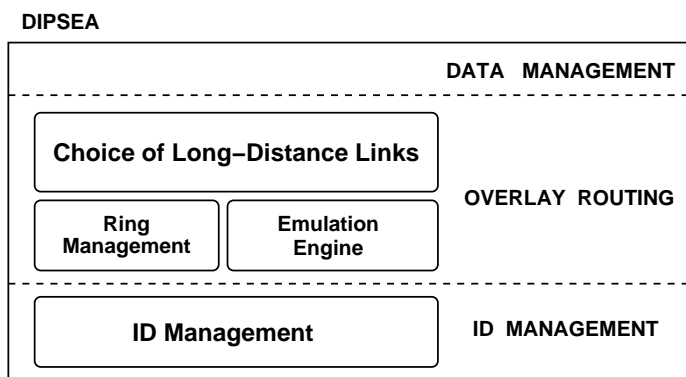 DIPSEA
DATA MANAGEMENT
Choice of Long–Distance Links
OVERLAY ROUTING
Ring
Management
Emulation
Engine
ID Management
ID MANAGEMENT